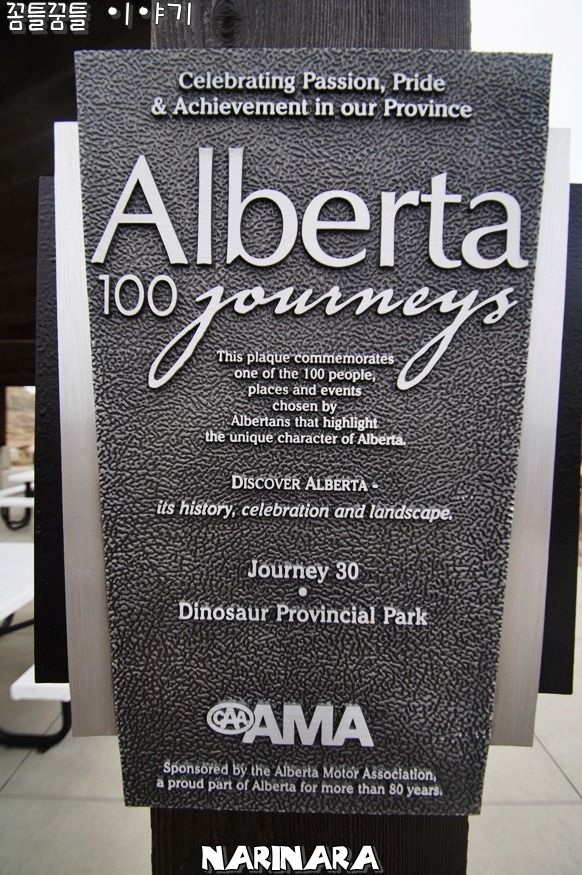 꼼틀꿈틀 이야기
Celebrating Passion, Pride
& Achievement in our Province
Alberta
100 journeys
This plaque commemorates
one of the 100 people,
places and events
chosen by
Albertans that highlight
the unique character of Alberta.
DISCOVER ALBERTA -
its history, celebration and landscape.
Journey 30
•
Dinosaur Provincial Park
CAA AMA
Sponsored by the Alberta Motor Association,
a proud part of Alberta for more than 80 years.
NARINARA